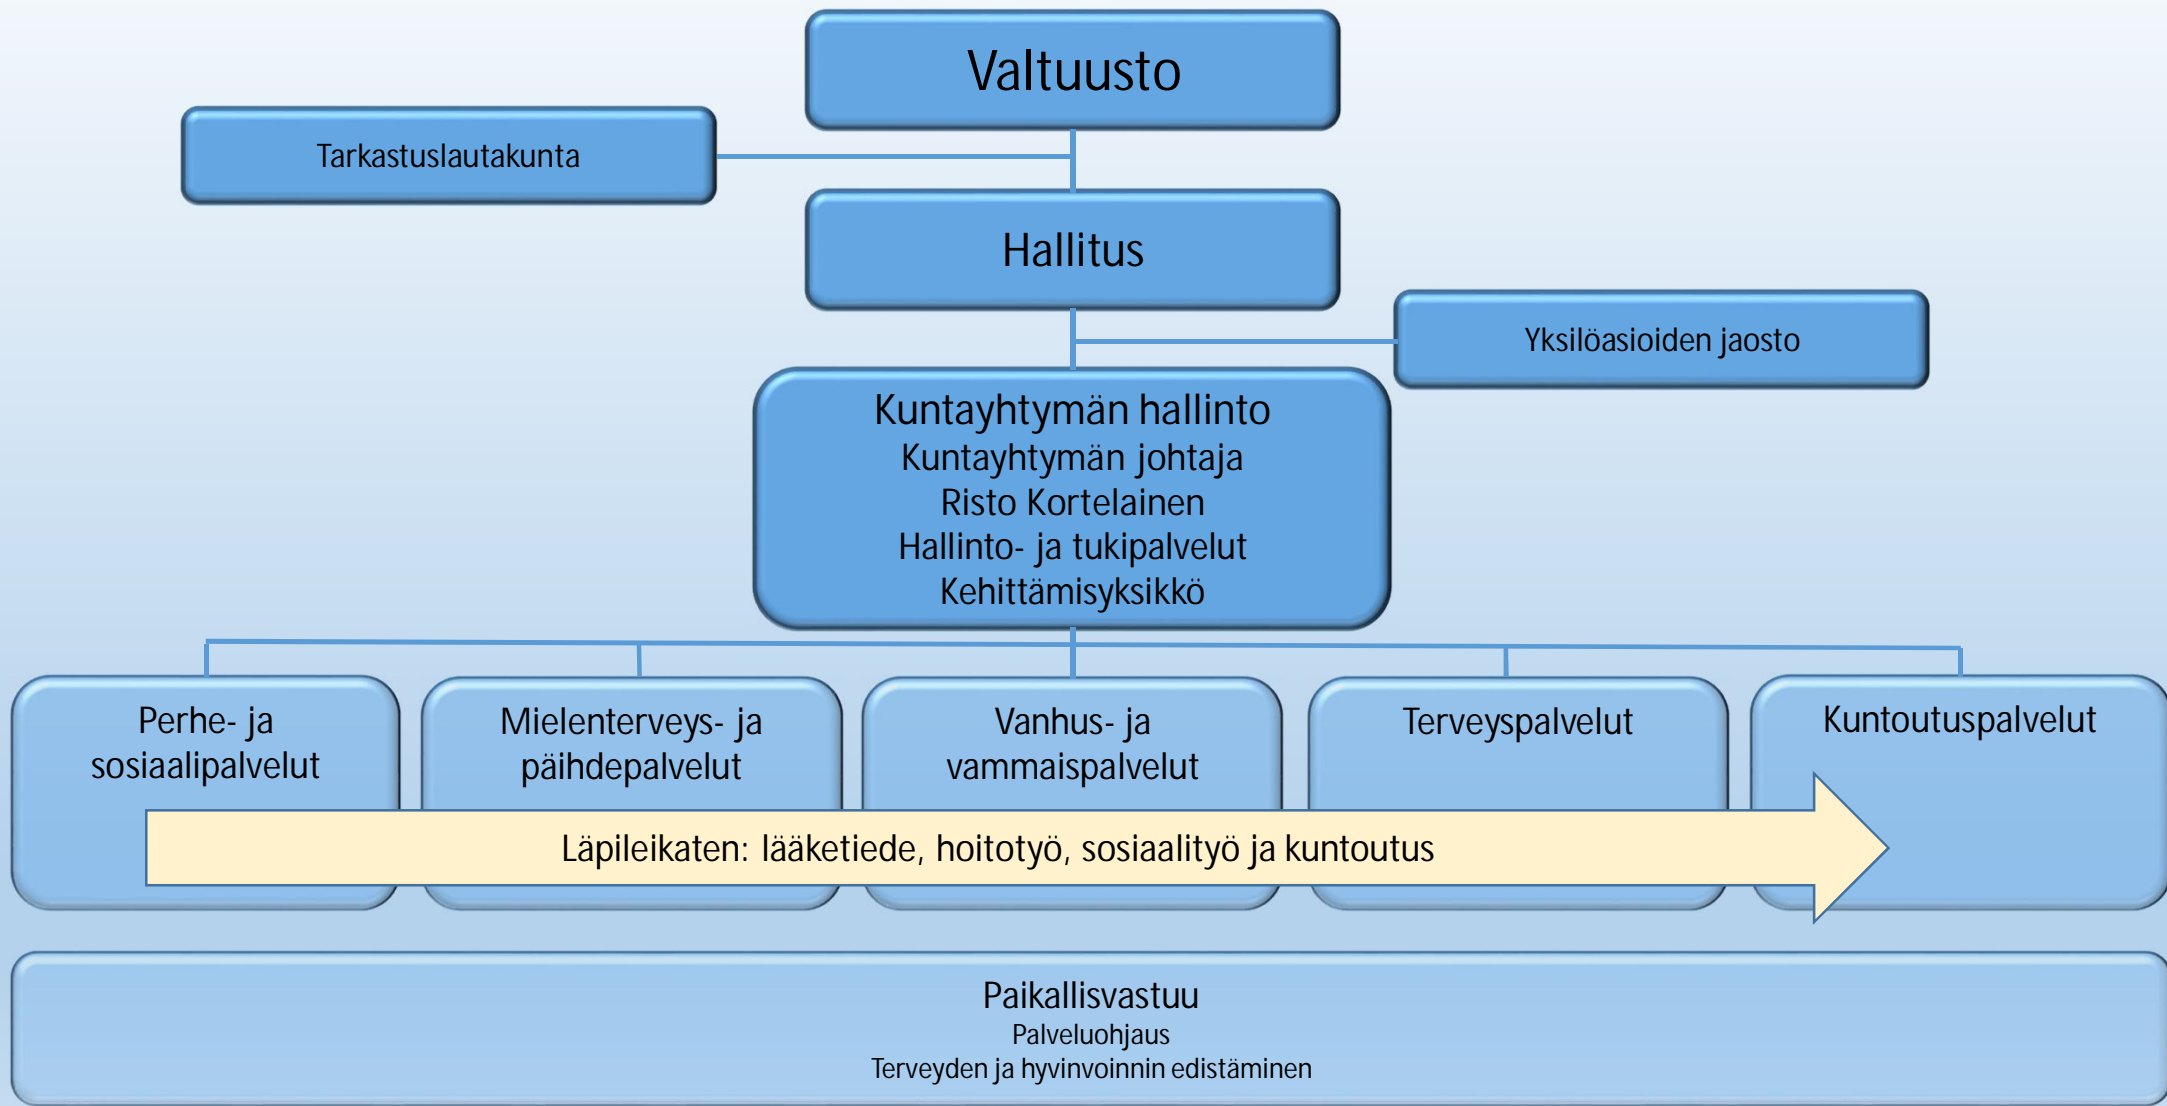 Valtuusto
Tarkastuslautakunta
Hallitus
Yksilöasioiden jaosto
Kuntayhtymän hallinto
Kuntayhtymän johtaja
Risto Kortelainen
Hallinto- ja tukipalvelut
Kehittämisyksikkö
Perhe- ja
sosiaalipalvelut
Mielenterveys- ja
päihdepalvelut
Vanhus- ja
vammaispalvelut
Terveyspalvelut
Kuntoutuspalvelut
Läpileikaten: lääketiede, hoitotyö, sosiaalityö ja kuntoutus
Paikallisvastuu
Palveluohjaus
Terveyden ja hyvinvoinnin edistäminen